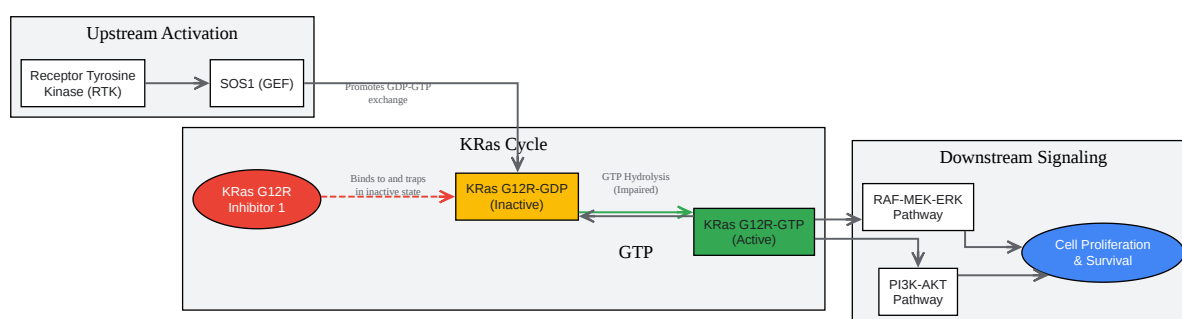 Upstream Activation
Receptor Tyrosine
Kinase (RTK)
SOS1 (GEF)
Promotes GDP-GTP
exchange
KRas Cycle
KRas G12R
Inhibitor 1
Binds to and traps
in inactive state
KRas G12R-GDP
(Inactive)
GTP Hydrolysis
(Impaired)
KRas G12R-GTP
(Active)
GTP
Downstream Signaling
RAF-MEK-ERK
Pathway
PI3K-AKT
Pathway
Cell Proliferation
& Survival